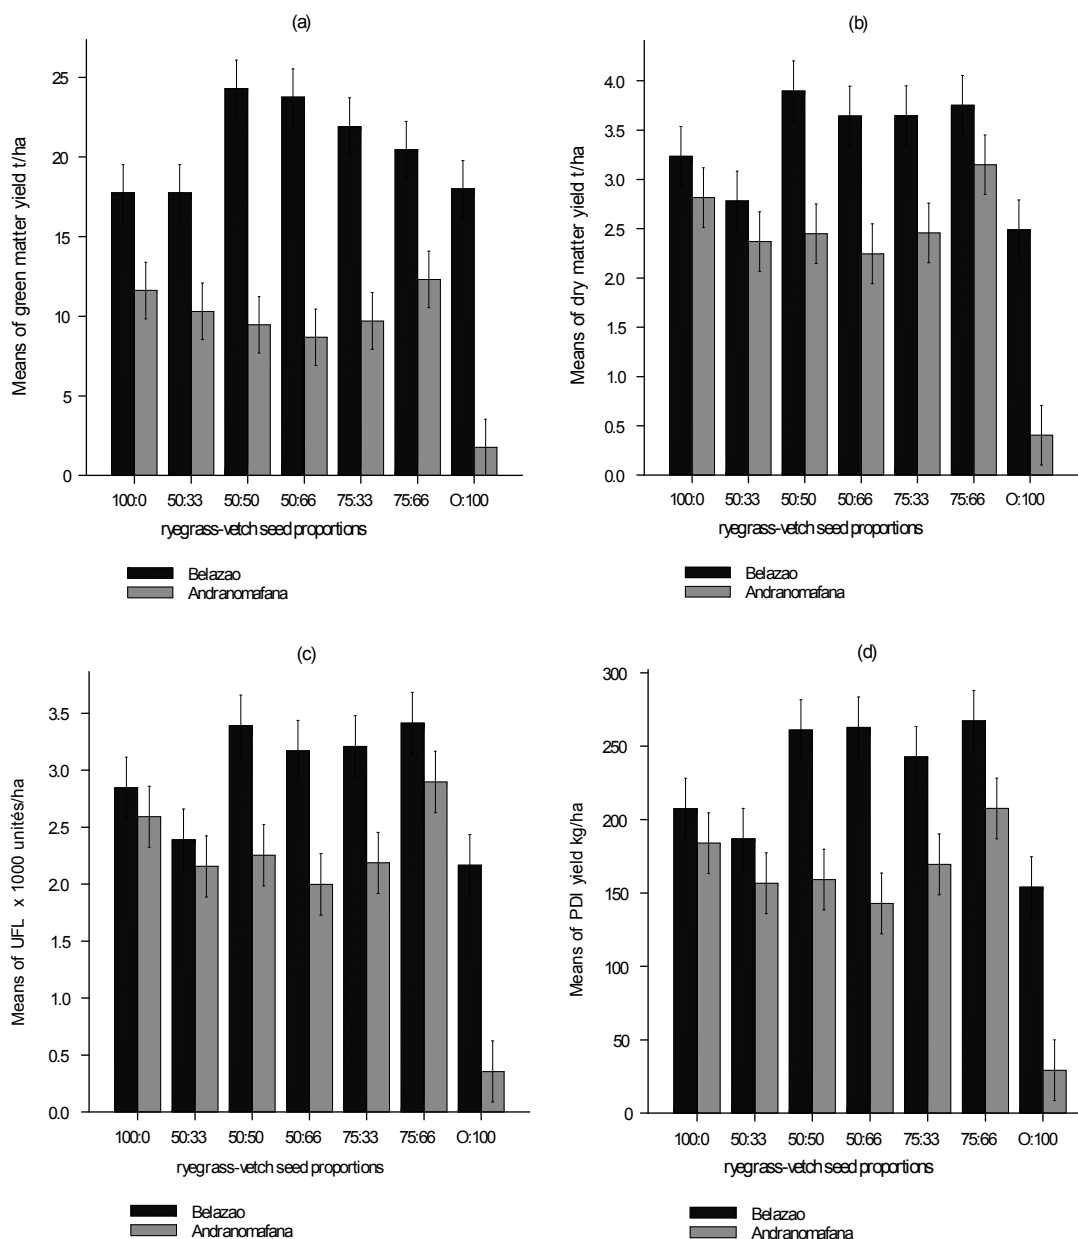 (a)
Means of green matter yield t/ha
25
20
15
10
5
0
100:0 50:33 50:50 50:66 75:33 75:66 O:100
ryegrass-vetch seed proportions
Belazao
Andranomafana
(b)
Means of dry matter yield t/ha
4.0
3.5
3.0
2.5
2.0
1.5
1.0
0.5
0.0
100:0 50:33 50:50 50:66 75:33 75:66 O:100
ryegrass-vetch seed proportions
Belazao
Andranomafana
(c)
Means of UFL x 1000 unités/ha
3.5
3.0
2.5
2.0
1.5
1.0
0.5
0.0
100:0 50:33 50:50 50:66 75:33 75:66 O:100
ryegrass-vetch seed proportions
Belazao
Andranomafana
(d)
Means of PDI yield kg/ha
300
250
200
150
100
50
0
100:0 50:33 50:50 50:66 75:33 75:66 O:100
ryegrass-vetch seed proportions
Belazao
Andranomafana